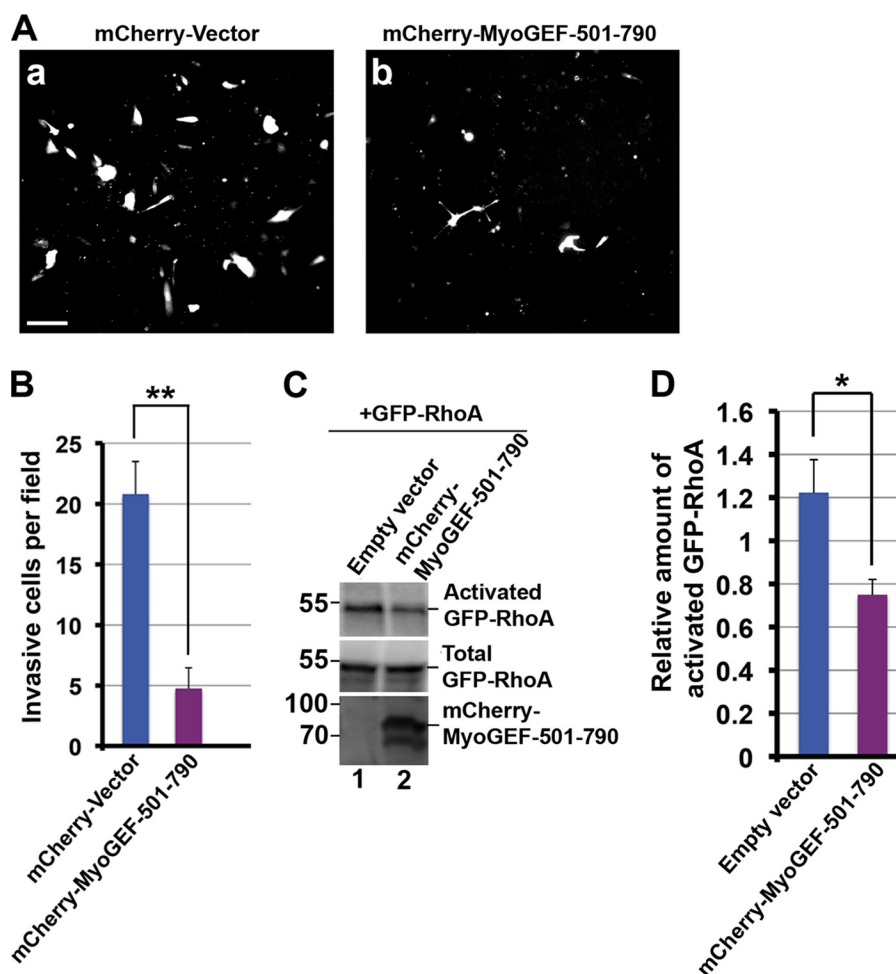 A
mCherry-Vector
mCherry-MyoGEF-501-790
a
b
B
**
Invasive cells per field
25
20
15
10
5
0
mCherry-Vector
mCherry-MyoGEF-501-790
C
+GFP-RhoA
Empty vector
mCherry-
MyoGEF-501-790
55
Activated
GFP-RhoA
55
Total
GFP-RhoA
100
70
mCherry-
MyoGEF-501-790
1
2
D
*
Relative amount of
activated GFP-RhoA
1.6
1.4
1.2
1
0.8
0.6
0.4
0.2
0
Empty vector
mCherry-MyoGEF-501-790